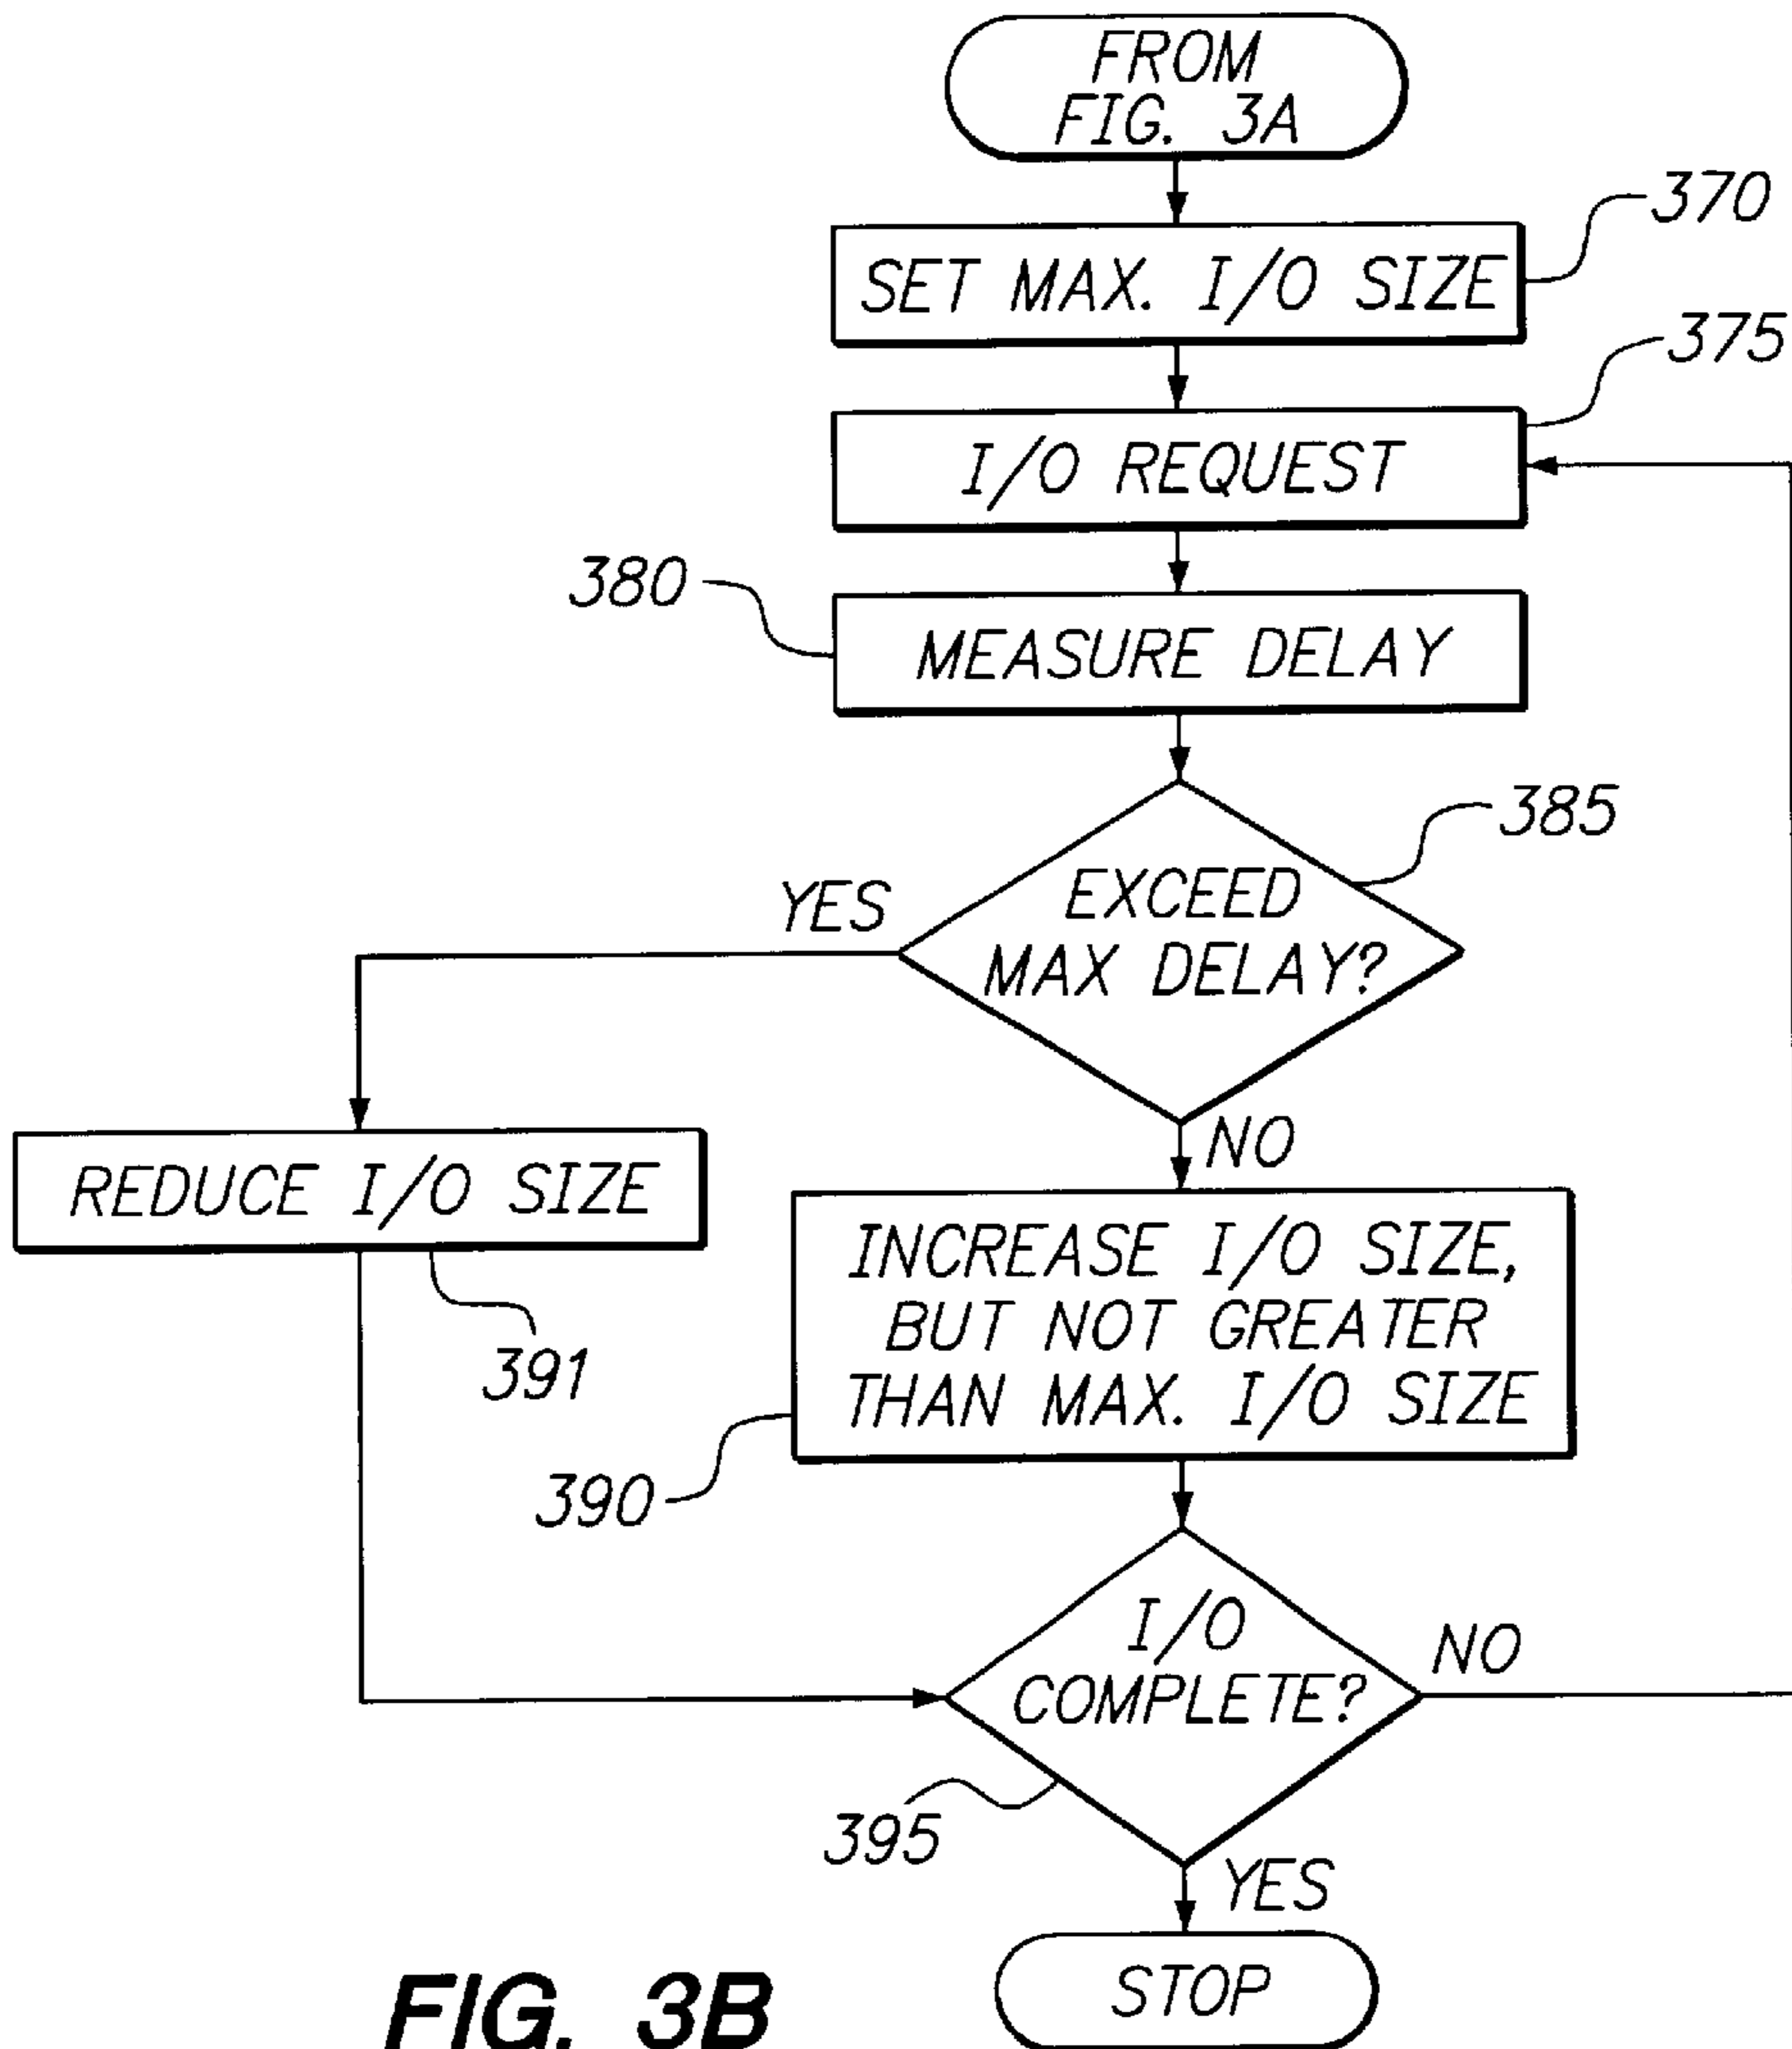 FROM
FIG. 3A
370
SET MAX. I/O SIZE
375
I/O REQUEST
380
MEASURE DELAY
385
EXCEED
MAX DELAY?
YES
NO
REDUCE I/O SIZE
391
INCREASE I/O SIZE,
BUT NOT GREATER
THAN MAX. I/O SIZE
390
I/O
COMPLETE?
NO
395
YES
STOP
FIG. 3B